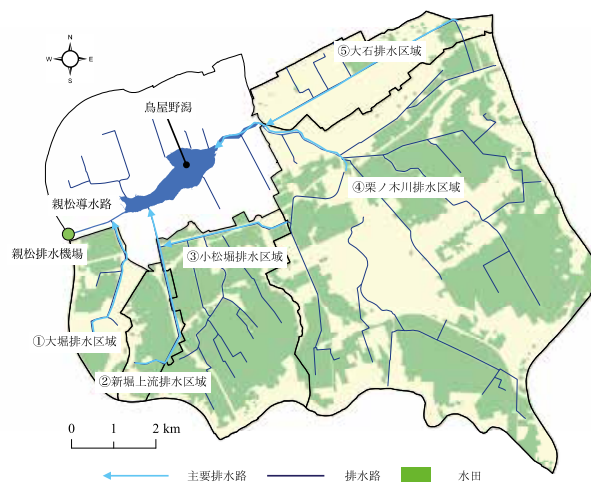 N
W
E
S
⑤大石排水区域
鳥屋野潟
親松導水路
④栗ノ木川排水区域
親松排水機場
③小松堀排水区域
①大堀排水区域
②新堀上流排水区域
0 1 2 km
主要排水路 排水路 水田